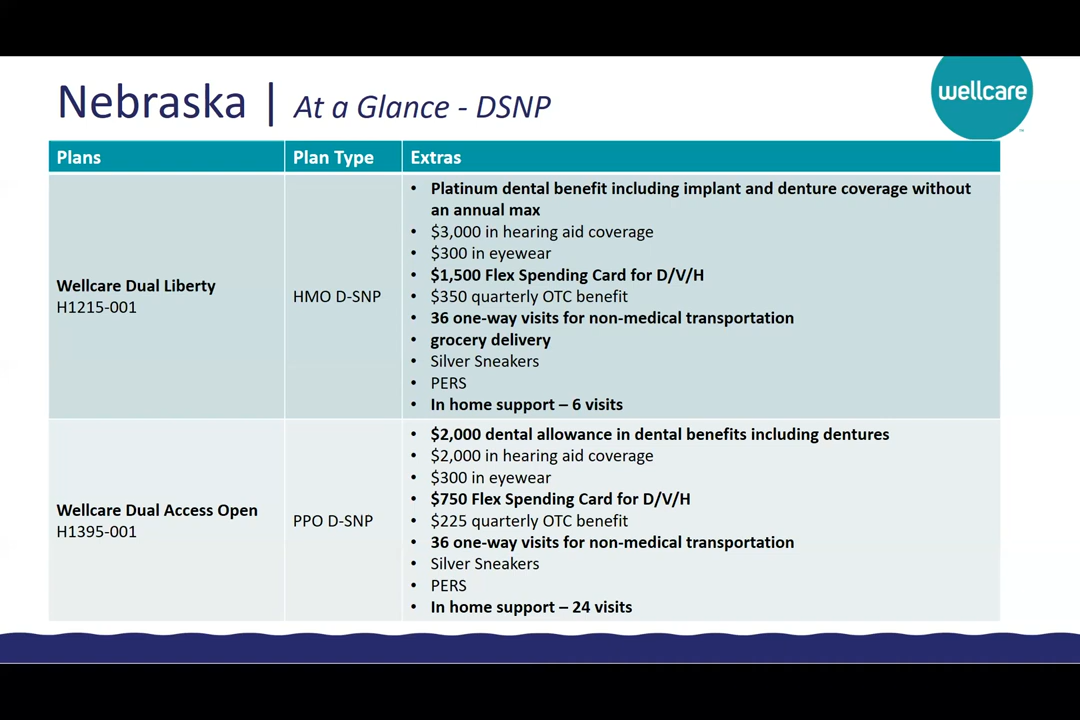 Nebraska | At a Glance - DSNP
wellcare
™
Plans Plan Type Extras
Wellcare Dual Liberty
H1215-001
HMO D-SNP
• Platinum dental benefit including implant and denture coverage without
an annual max
• $3,000 in hearing aid coverage
• $300 in eyewear
• $1,500 Flex Spending Card for D/V/H
• $350 quarterly OTC benefit
• 36 one-way visits for non-medical transportation
• grocery delivery
• Silver Sneakers
• PERS
• In home support – 6 visits
Wellcare Dual Access Open
H1395-001
PPO D-SNP
• $2,000 dental allowance in dental benefits including dentures
• $2,000 in hearing aid coverage
• $300 in eyewear
• $750 Flex Spending Card for D/V/H
• $225 quarterly OTC benefit
• 36 one-way visits for non-medical transportation
• Silver Sneakers
• PERS
• In home support – 24 visits